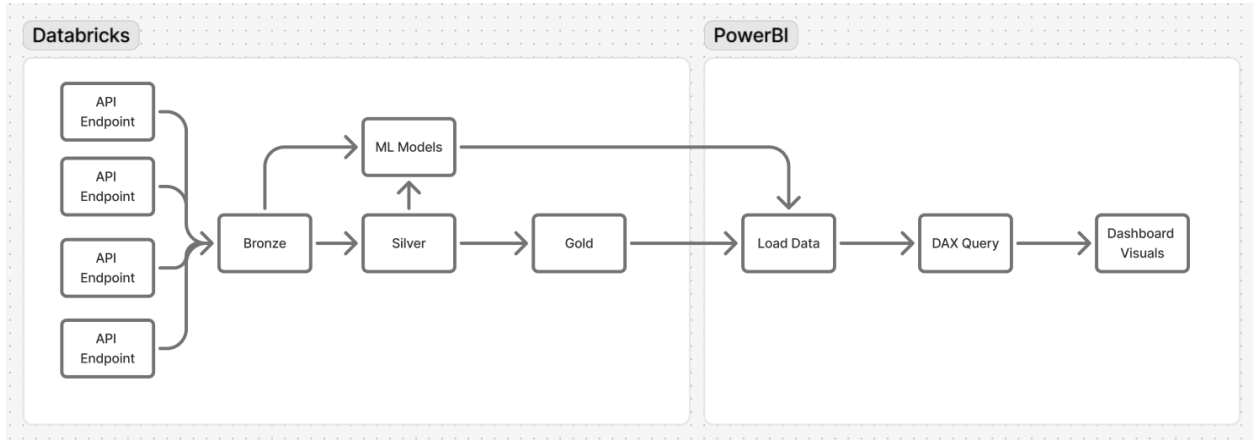 Databricks
PowerBI
API
Endpoint
API
Endpoint
API
Endpoint
API
Endpoint
ML Models
Bronze
Silver
Gold
Load Data
DAX Query
Dashboard
Visuals